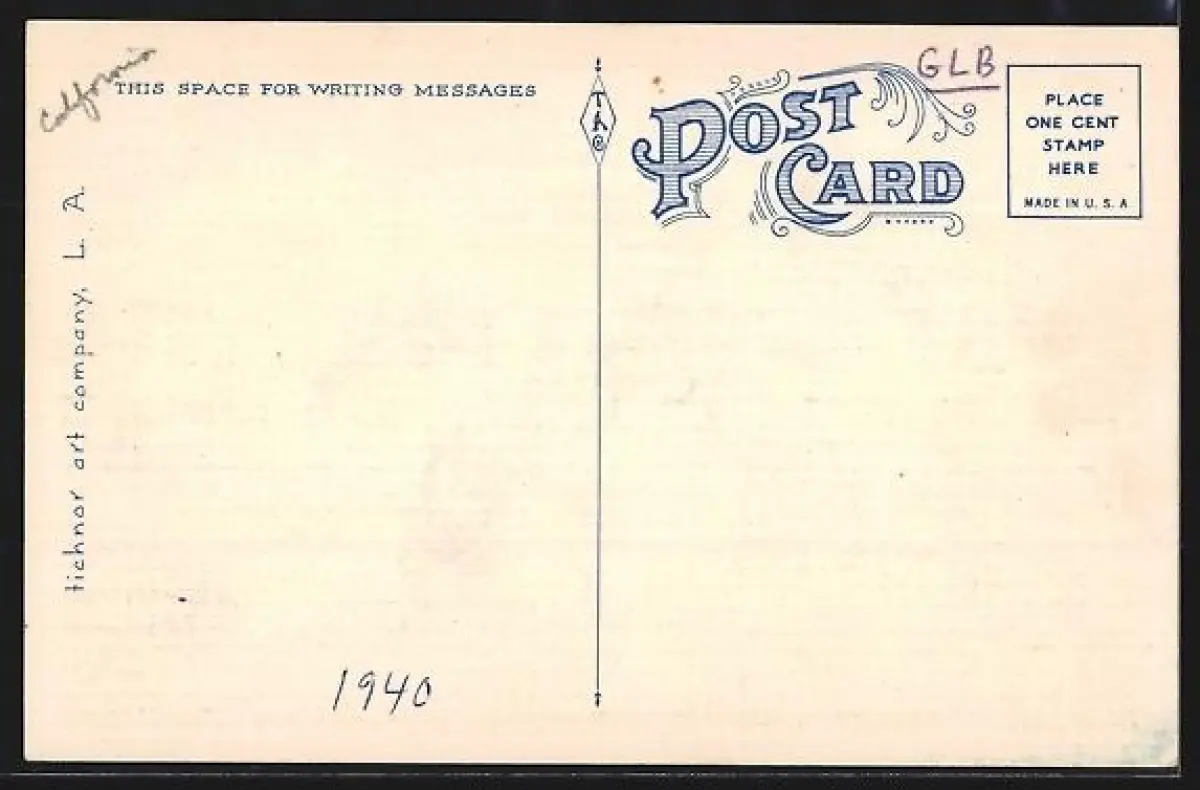 California
THIS SPACE FOR WRITING MESSAGES
tichnor art company, L. A.
1940
TAC
POST
CARD
GLB
PLACE
ONE CENT
STAMP
HERE
MADE IN U. S. A